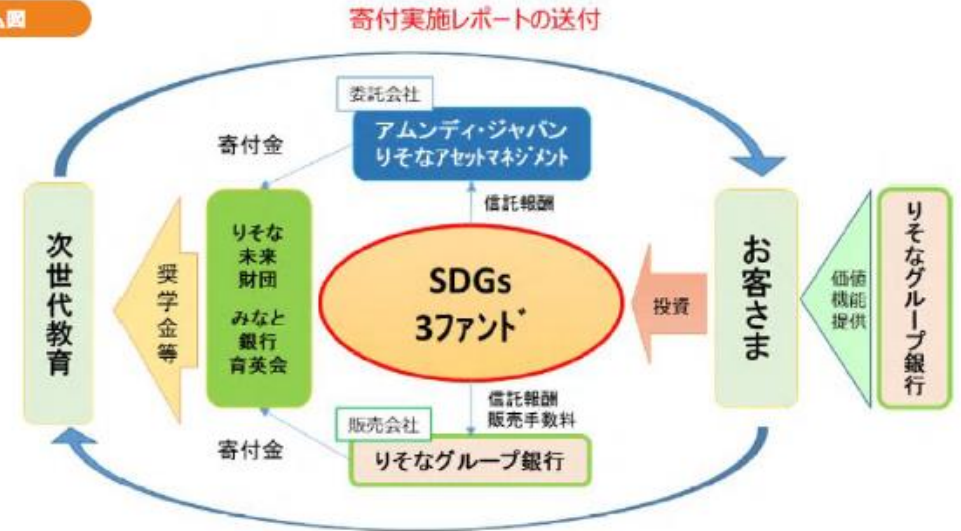 ム図
寄付実施レポートの送付
委託会社
アムンディ・ジャパン
りそなアセットマネジメント
寄付金
信託報酬
次世代教育
奨学金等
りそな
未来
財団
みなと
銀行
育英会
SDGs
3ファンド
投資
お客さま
価値
機能
提供
りそなグループ銀行
信託報酬
販売手数料
販売会社
りそなグループ銀行
寄付金